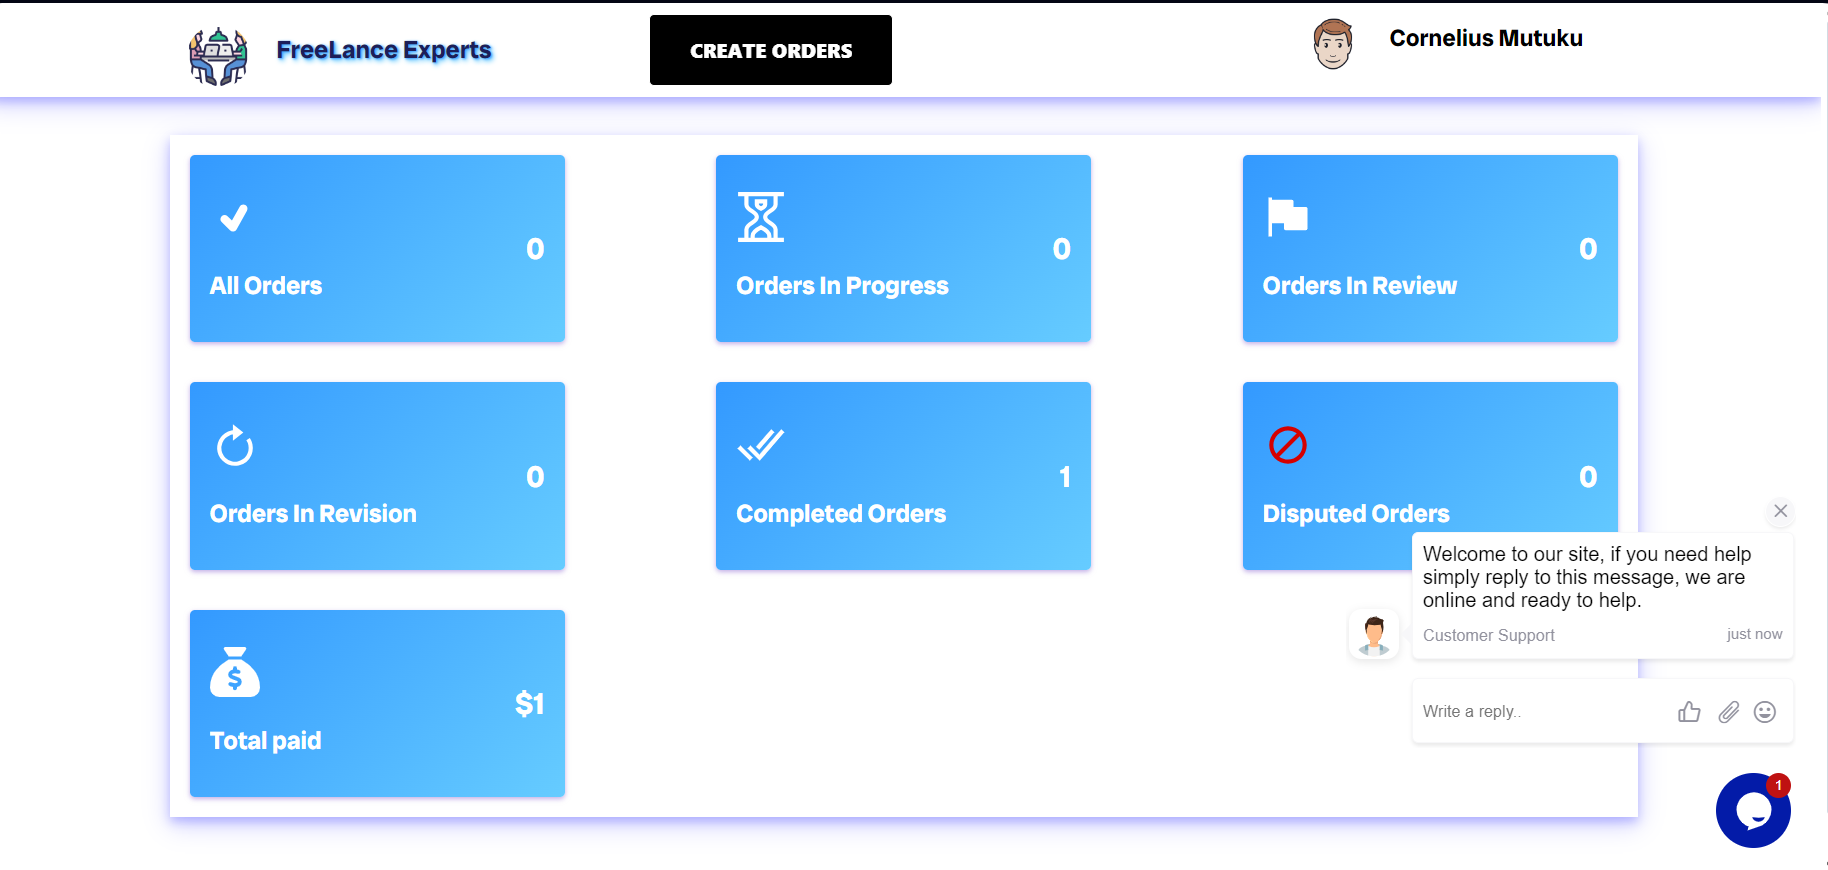 FreeLance Experts
CREATE ORDERS
Cornelius Mutuku
0
All Orders
0
Orders In Progress
0
Orders In Review
0
Orders In Revision
1
Completed Orders
0
Disputed Orders
$1
Total paid
Welcome to our site, if you need help
simply reply to this message, we are
online and ready to help.
Customer Support
just now
Write a reply..
1